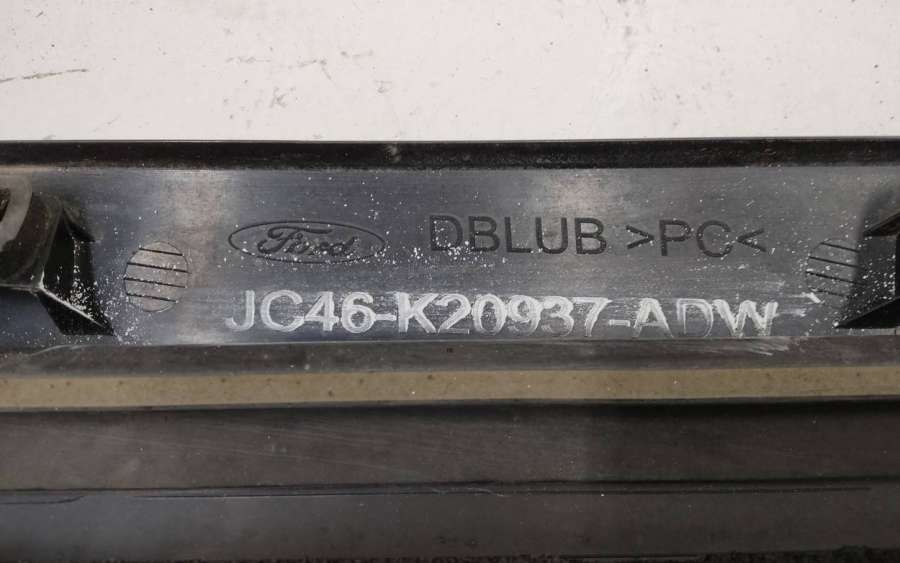 Ford DBLUB >PC<
JC46-K20937-ADW